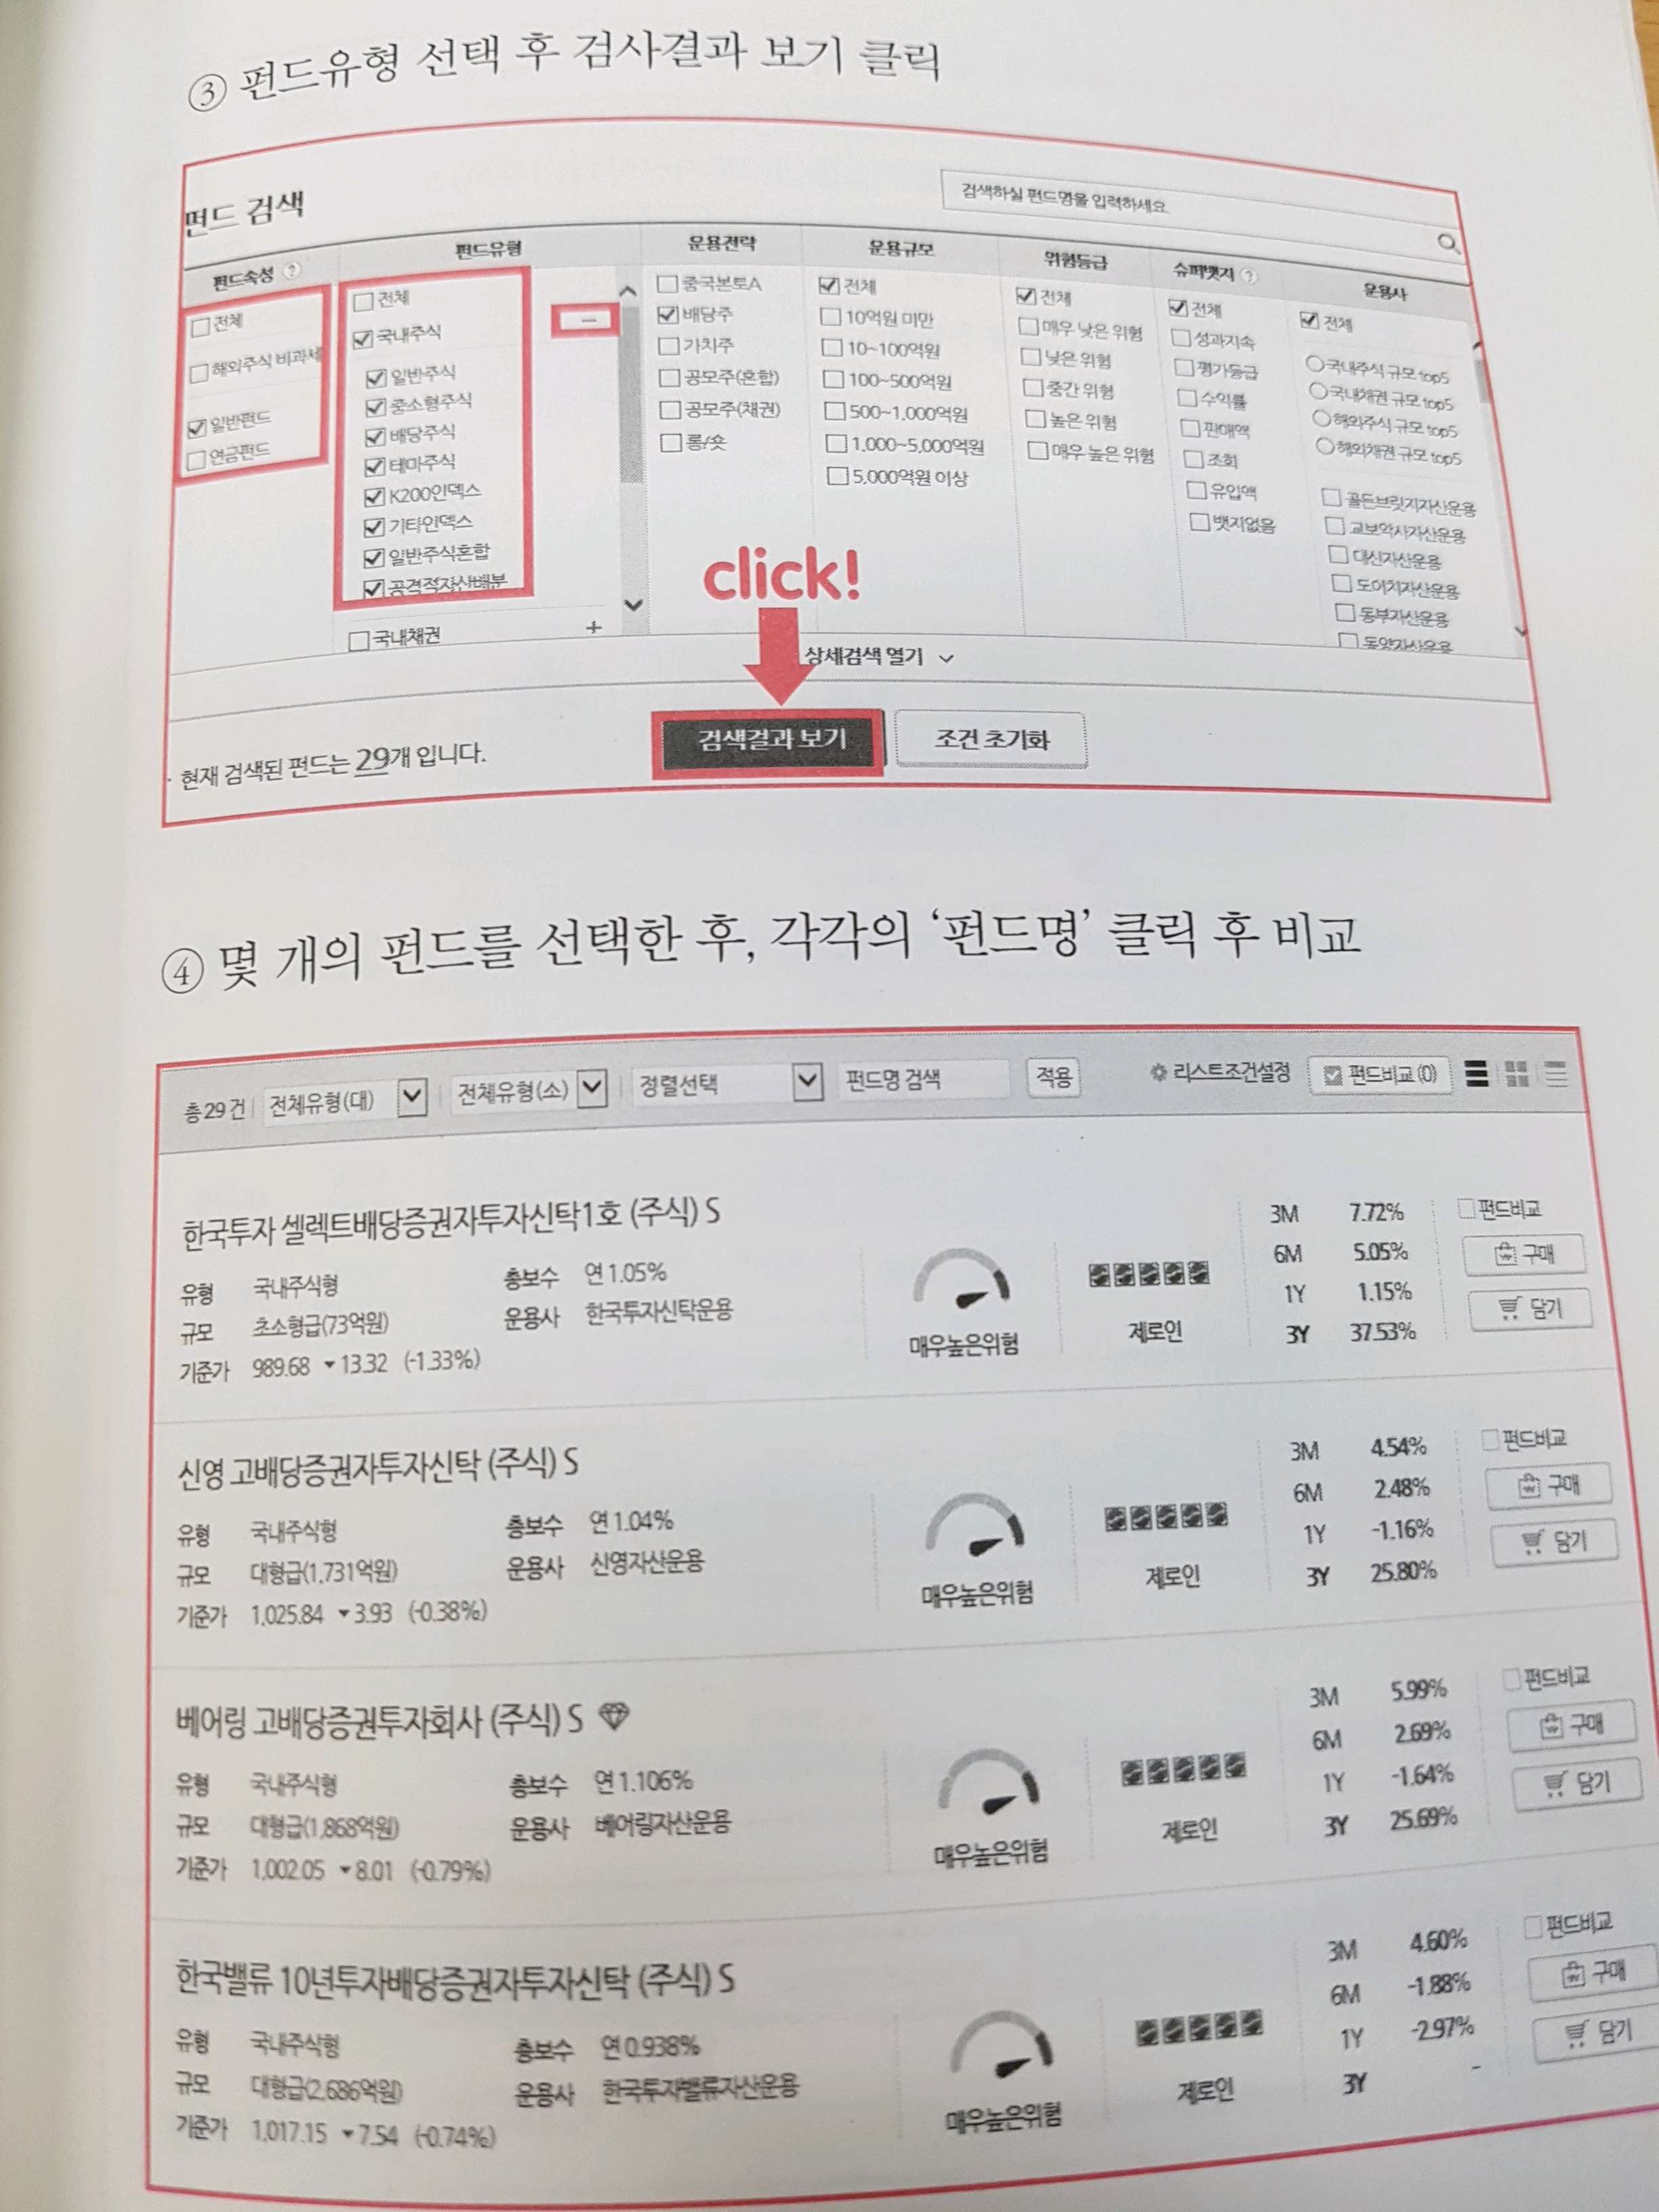 ③ 펀드유형 선택 후 검사결과 보기 클릭
펀드 검색
검색하실 펀드명을 입력하세요.
펀드속성 ?
전체
해외주식 비과세
일반펀드
연금펀드
펀드유형
전체
국내주식
일반주식
중소형주식
배당주식
테마주식
K200인덱스
기타인덱스
일반주식혼합
공격적자산배분
국내채권 +
운용전략
중국본토A
배당주
가치주
공모주(혼합)
공모주(채권)
롱/숏
운용규모
전체
10억원 미만
10~100억원
100~500억원
500~1,000억원
1,000~5,000억원
5,000억원 이상
위험등급
전체
매우 낮은 위험
낮은 위험
중간 위험
높은 위험
매우 높은 위험
슈퍼뱃지 ?
전체
성과지속
평가등급
수익률
판매액
조회
유입액
뱃지없음
운용사
전체
국내주식 규모 top5
국내채권 규모 top5
해외주식 규모 top5
해외채권 규모 top5
골든브릿지자산운용
교보악사자산운용
대신자산운용
도이치자산운용
동부자산운용
동양자산운용
click!
상세검색 열기
· 현재 검색된 펀드는 29개 입니다.
검색결과 보기
조건 초기화
④ 몇 개의 펀드를 선택한 후, 각각의 ‘펀드명’ 클릭 후 비교
총 29 건 전체유형(대) 전체유형(소) 정렬선택 펀드명 검색 적용 리스트조건설정 펀드비교 (0)
한국투자 셀렉트배당증권자투자신탁1호 (주식) S
유형 국내주식형 총보수 연 1.05%
규모 초소형급(73억원) 운용사 한국투자신탁운용
기준가 989.68 ▼13.32 (-1.33%)
매우높은위험
제로인
3M 7.72%
6M 5.05%
1Y 1.15%
3Y 37.53%
펀드비교
구매
담기
신영 고배당증권자투자신탁 (주식) S
유형 국내주식형 총보수 연 1.04%
규모 대형급(1,731억원) 운용사 신영자산운용
기준가 1,025.84 ▼3.93 (-0.38%)
매우높은위험
제로인
3M 4.54%
6M 2.48%
1Y -1.16%
3Y 25.80%
펀드비교
구매
담기
베어링 고배당증권투자회사 (주식) S
유형 국내주식형 총보수 연 1.106%
규모 대형급(1,868억원) 운용사 베어링자산운용
기준가 1,002.05 ▼8.01 (-0.79%)
매우높은위험
제로인
3M 5.99%
6M 2.69%
1Y -1.64%
3Y 25.69%
펀드비교
구매
담기
한국밸류 10년투자배당증권자투자신탁 (주식) S
유형 국내주식형 총보수 연 0.938%
규모 대형급(2,686억원) 운용사 한국투자밸류자산운용
기준가 1,017.15 ▼7.54 (-0.74%)
매우높은위험
제로인
3M 4.60%
6M -1.88%
1Y -2.97%
3Y -
펀드비교
구매
담기